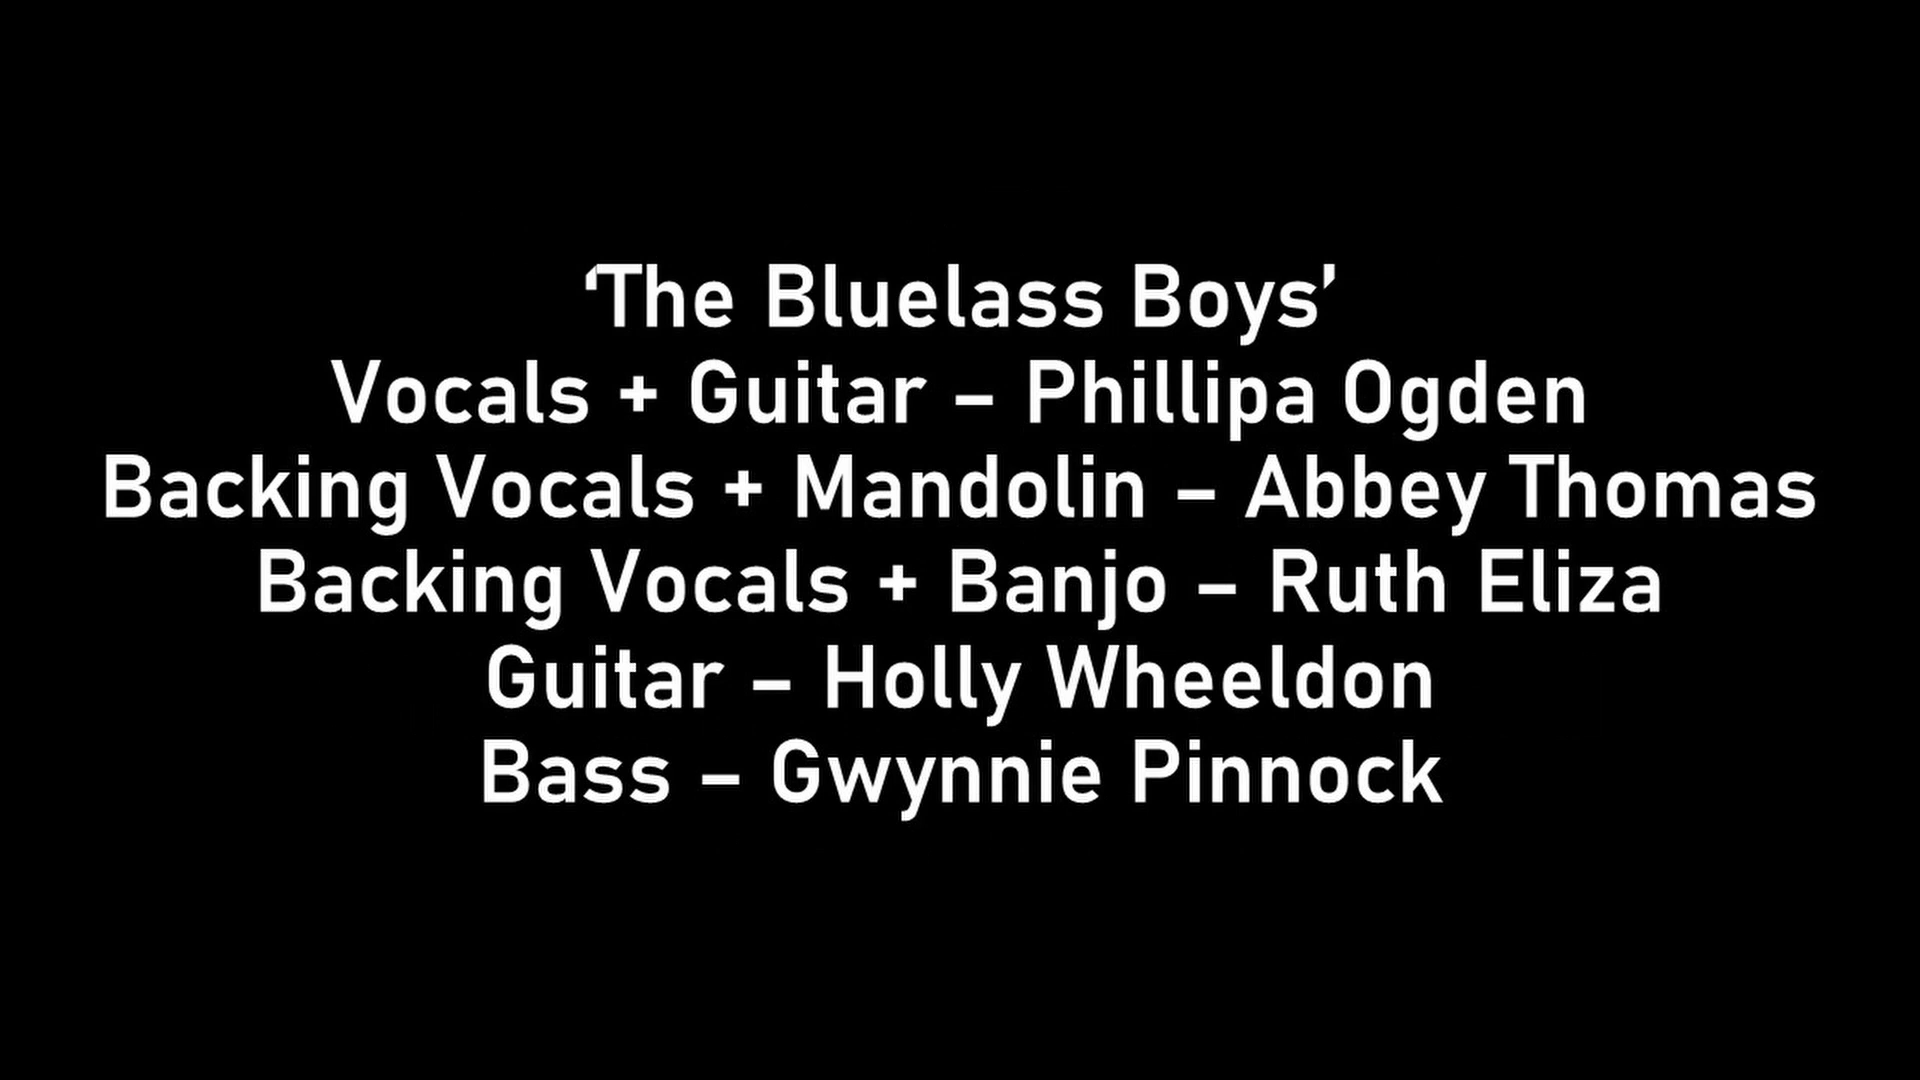 ‘The Bluelass Boys’
Vocals + Guitar – Phillipa Ogden
Backing Vocals + Mandolin – Abbey Thomas
Backing Vocals + Banjo – Ruth Eliza
Guitar – Holly Wheeldon
Bass – Gwynnie Pinnock